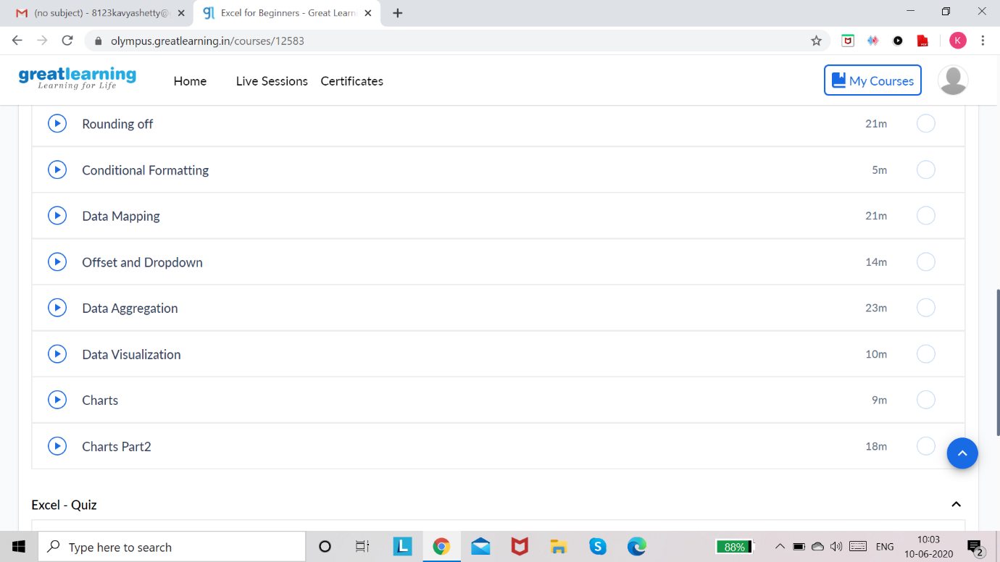 (no subject) - 8123kavyashetty@
Excel for Beginners - Great Learn
olympus.greatlearning.in/courses/12583
K
greatlearning
Learning for Life
Home Live Sessions Certificates
My Courses
Rounding off 21m
Conditional Formatting 5m
Data Mapping 21m
Offset and Dropdown 14m
Data Aggregation 23m
Data Visualization 10m
Charts 9m
Charts Part2 18m
Excel - Quiz
Type here to search
L
S
88%
ENG
10:03
10-06-2020
2